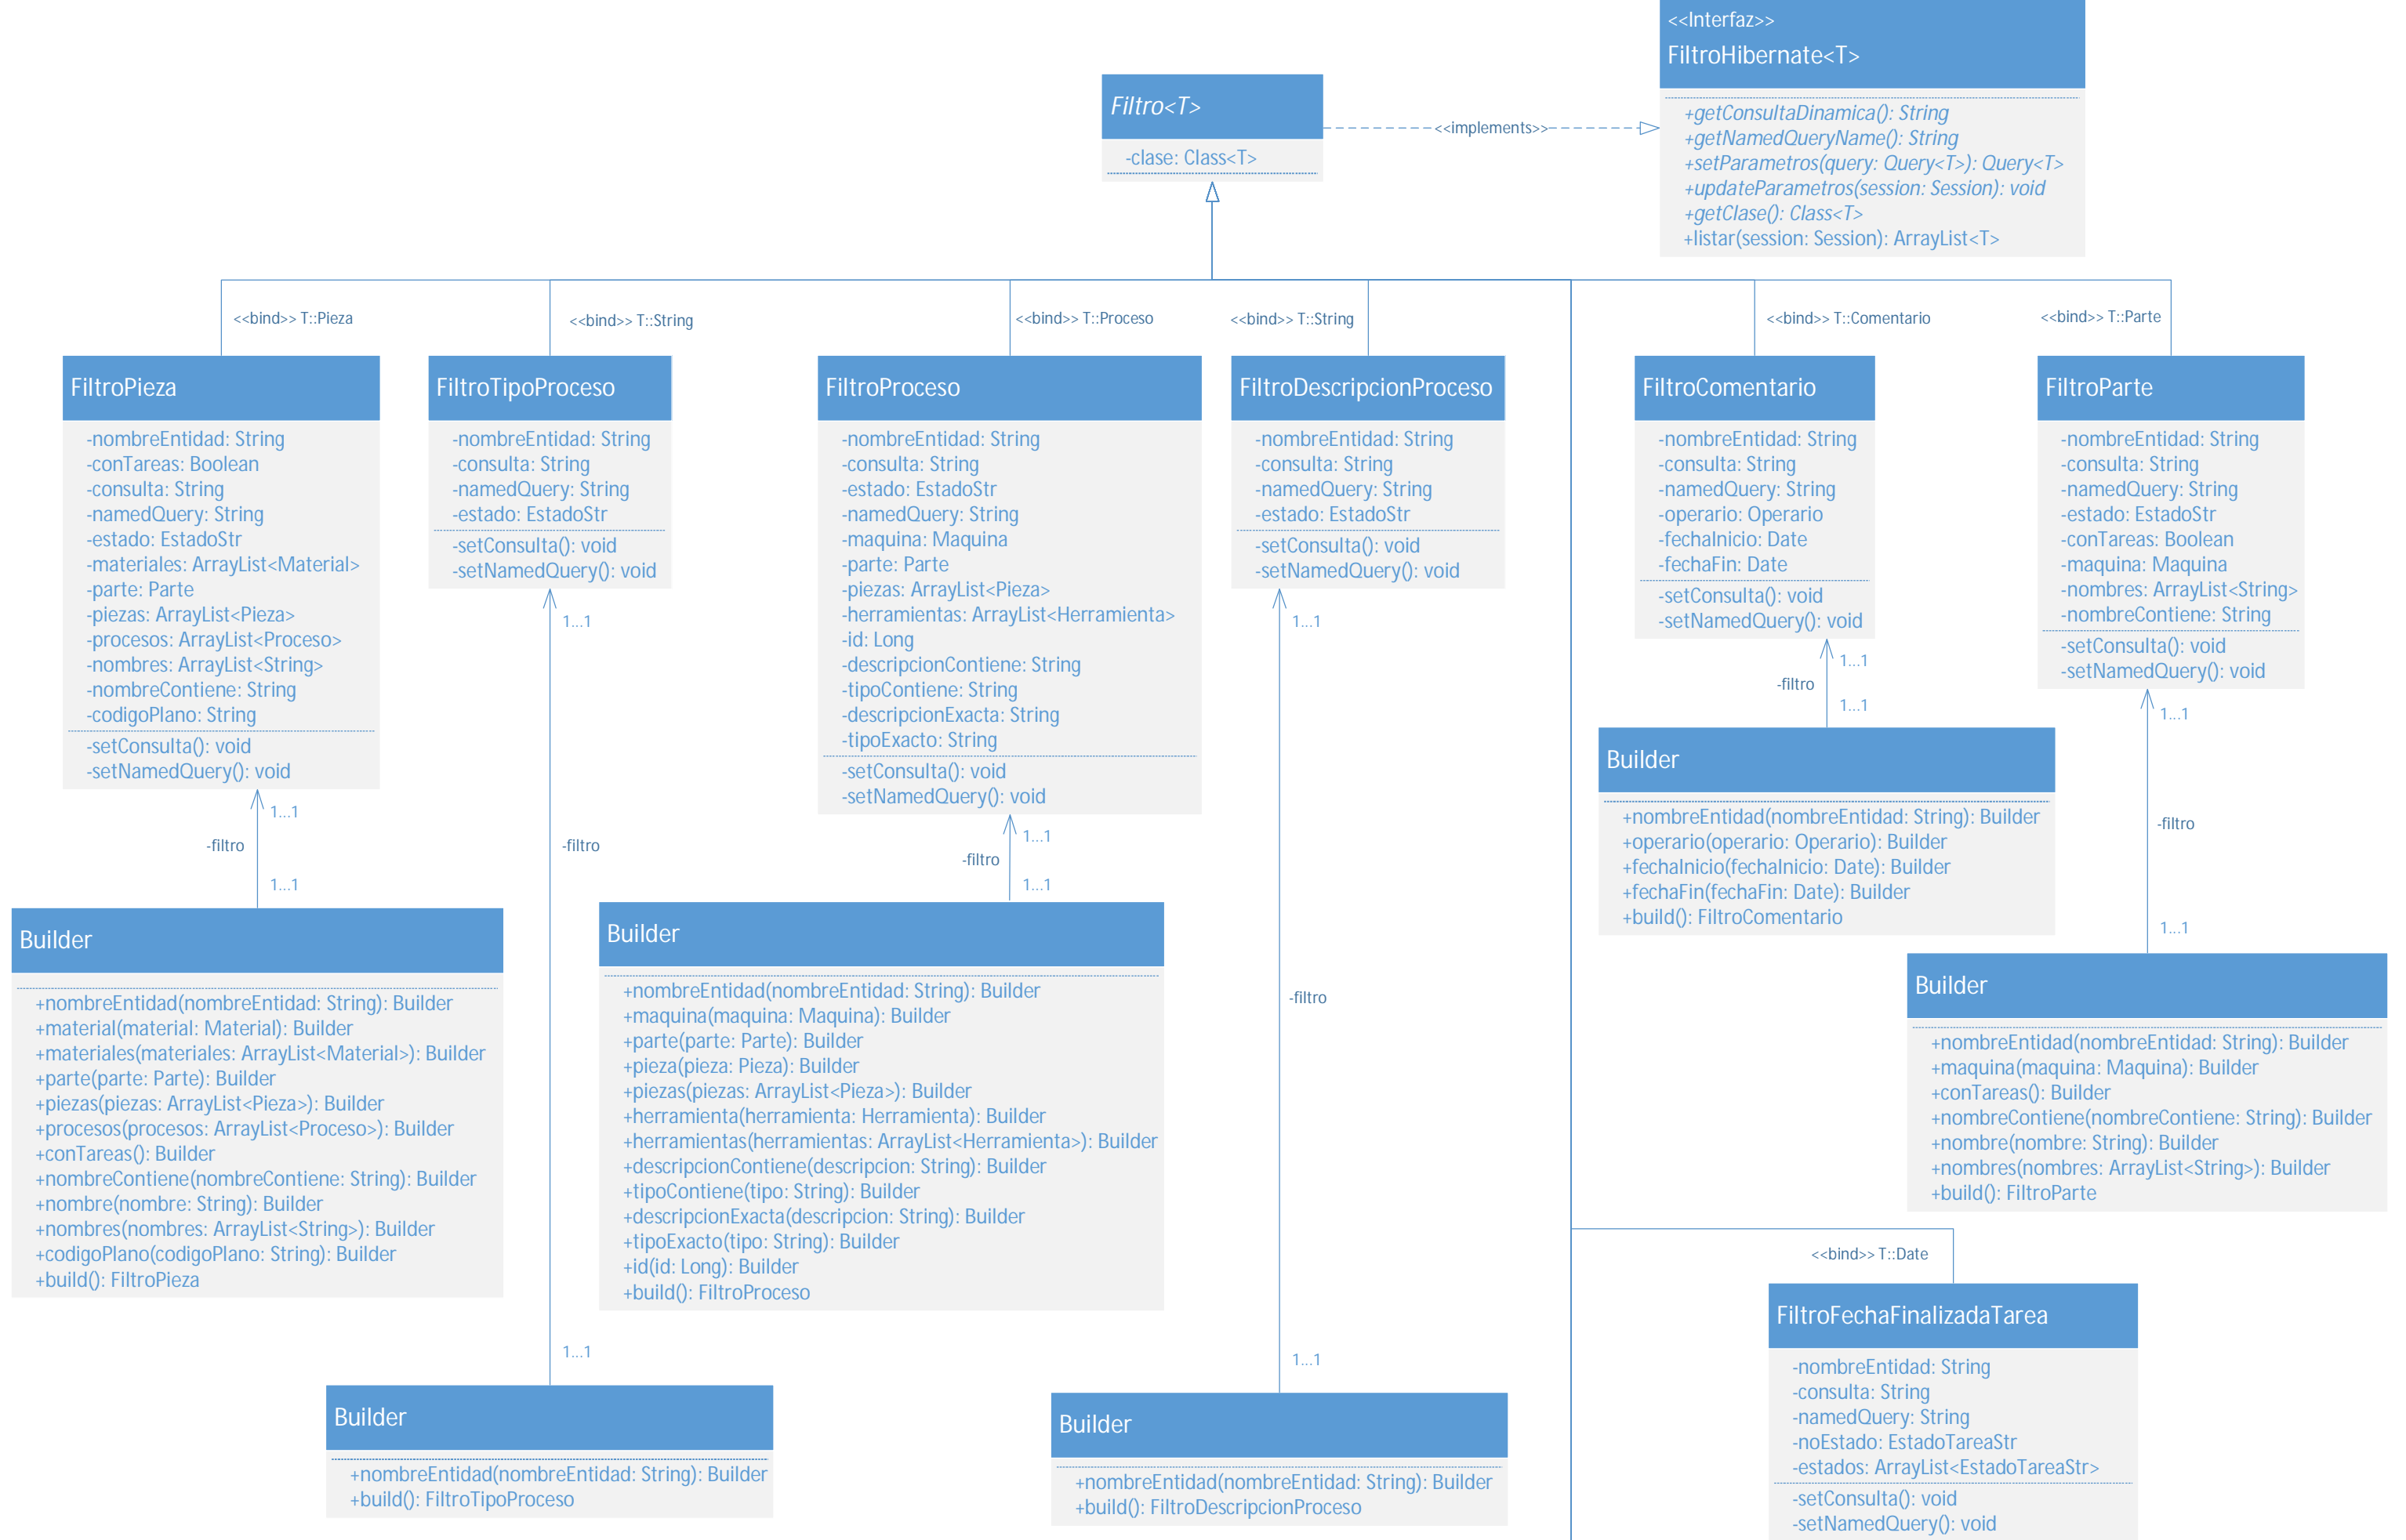 <<Interfaz>>
FiltroHibernate<T>
+getConsultaDinamica(): String
+getNamedQueryName(): String
+setParametros(query: Query<T>): Query<T>
+updateParametros(session: Session): void
+getClase(): Class<T>
+listar(session: Session): ArrayList<T>
Filtro<T>
-clase: Class<T>
<<implements>>
<<bind>> T::Pieza
<<bind>> T::String
<<bind>> T::Proceso
<<bind>> T::String
<<bind>> T::Comentario
<<bind>> T::Parte
FiltroPieza
-nombreEntidad: String
-conTareas: Boolean
-consulta: String
-namedQuery: String
-estado: EstadoStr
-materiales: ArrayList<Material>
-parte: Parte
-piezas: ArrayList<Pieza>
-procesos: ArrayList<Proceso>
-nombres: ArrayList<String>
-nombreContiene: String
-codigoPlano: String
-setConsulta(): void
-setNamedQuery(): void
1...1
-filtro
1...1
FiltroTipoProceso
-nombreEntidad: String
-consulta: String
-namedQuery: String
-estado: EstadoStr
-setConsulta(): void
-setNamedQuery(): void
1...1
-filtro
1...1
FiltroProceso
-nombreEntidad: String
-consulta: String
-estado: EstadoStr
-namedQuery: String
-maquina: Maquina
-parte: Parte
-piezas: ArrayList<Pieza>
-herramientas: ArrayList<Herramienta>
-id: Long
-descripcionContiene: String
-tipoContiene: String
-descripcionExacta: String
-tipoExacto: String
-setConsulta(): void
-setNamedQuery(): void
1...1
-filtro
1...1
FiltroDescripcionProceso
-nombreEntidad: String
-consulta: String
-namedQuery: String
-estado: EstadoStr
-setConsulta(): void
-setNamedQuery(): void
1...1
-filtro
1...1
FiltroComentario
-nombreEntidad: String
-consulta: String
-namedQuery: String
-operario: Operario
-fechaInicio: Date
-fechaFin: Date
-setConsulta(): void
-setNamedQuery(): void
1...1
-filtro
1...1
FiltroParte
-nombreEntidad: String
-consulta: String
-namedQuery: String
-estado: EstadoStr
-conTareas: Boolean
-maquina: Maquina
-nombres: ArrayList<String>
-nombreContiene: String
-setConsulta(): void
-setNamedQuery(): void
1...1
-filtro
1...1
Builder
+nombreEntidad(nombreEntidad: String): Builder
+operario(operario: Operario): Builder
+fechaInicio(fechaInicio: Date): Builder
+fechaFin(fechaFin: Date): Builder
+build(): FiltroComentario
Builder
+nombreEntidad(nombreEntidad: String): Builder
+material(material: Material): Builder
+materiales(materiales: ArrayList<Material>): Builder
+parte(parte: Parte): Builder
+piezas(piezas: ArrayList<Pieza>): Builder
+procesos(procesos: ArrayList<Proceso>): Builder
+conTareas(): Builder
+nombreContiene(nombreContiene: String): Builder
+nombre(nombre: String): Builder
+nombres(nombres: ArrayList<String>): Builder
+codigoPlano(codigoPlano: String): Builder
+build(): FiltroPieza
Builder
+nombreEntidad(nombreEntidad: String): Builder
+maquina(maquina: Maquina): Builder
+parte(parte: Parte): Builder
+pieza(pieza: Pieza): Builder
+piezas(piezas: ArrayList<Pieza>): Builder
+herramienta(herramienta: Herramienta): Builder
+herramientas(herramientas: ArrayList<Herramienta>): Builder
+descripcionContiene(descripcion: String): Builder
+tipoContiene(tipo: String): Builder
+descripcionExacta(descripcion: String): Builder
+tipoExacto(tipo: String): Builder
+id(id: Long): Builder
+build(): FiltroProceso
Builder
+nombreEntidad(nombreEntidad: String): Builder
+maquina(maquina: Maquina): Builder
+conTareas(): Builder
+nombreContiene(nombreContiene: String): Builder
+nombre(nombre: String): Builder
+nombres(nombres: ArrayList<String>): Builder
+build(): FiltroParte
<<bind>> T::Date
FiltroFechaFinalizadaTarea
-nombreEntidad: String
-consulta: String
-namedQuery: String
-noEstado: EstadoTareaStr
-estados: ArrayList<EstadoTareaStr>
-setConsulta(): void
-setNamedQuery(): void
Builder
+nombreEntidad(nombreEntidad: String): Builder
+build(): FiltroTipoProceso
Builder
+nombreEntidad(nombreEntidad: String): Builder
+build(): FiltroDescripcionProceso